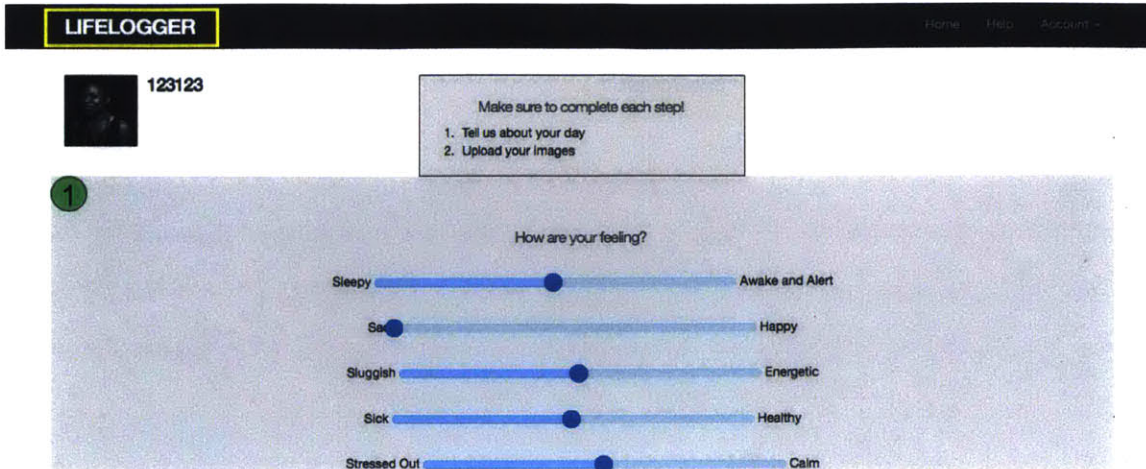 LIFELOGGER
Home Help Account
123123
Make sure to complete each step!
1. Tell us about your day
2. Upload your images
1
How are your feeling?
Sleepy Awake and Alert
Sad Happy
Sluggish Energetic
Sick Healthy
Stressed Out Calm